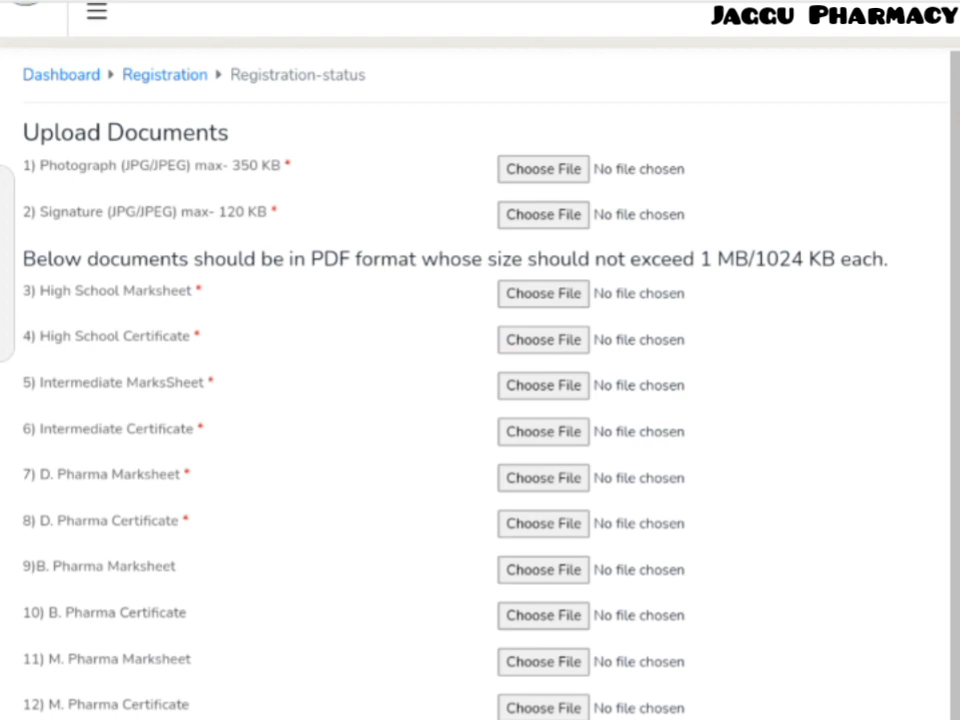 Jaggu Pharmacy
Dashboard Registration Registration-status
Upload Documents
1) Photograph (JPG/JPEG) max- 350 KB * Choose File No file chosen
2) Signature (JPG/JPEG) max- 120 KB * Choose File No file chosen
Below documents should be in PDF format whose size should not exceed 1 MB/1024 KB each.
3) High School Marksheet * Choose File No file chosen
4) High School Certificate * Choose File No file chosen
5) Intermediate MarksSheet * Choose File No file chosen
6) Intermediate Certificate * Choose File No file chosen
7) D. Pharma Marksheet * Choose File No file chosen
8) D. Pharma Certificate * Choose File No file chosen
9)B. Pharma Marksheet Choose File No file chosen
10) B. Pharma Certificate Choose File No file chosen
11) M. Pharma Marksheet Choose File No file chosen
12) M. Pharma Certificate Choose File No file chosen